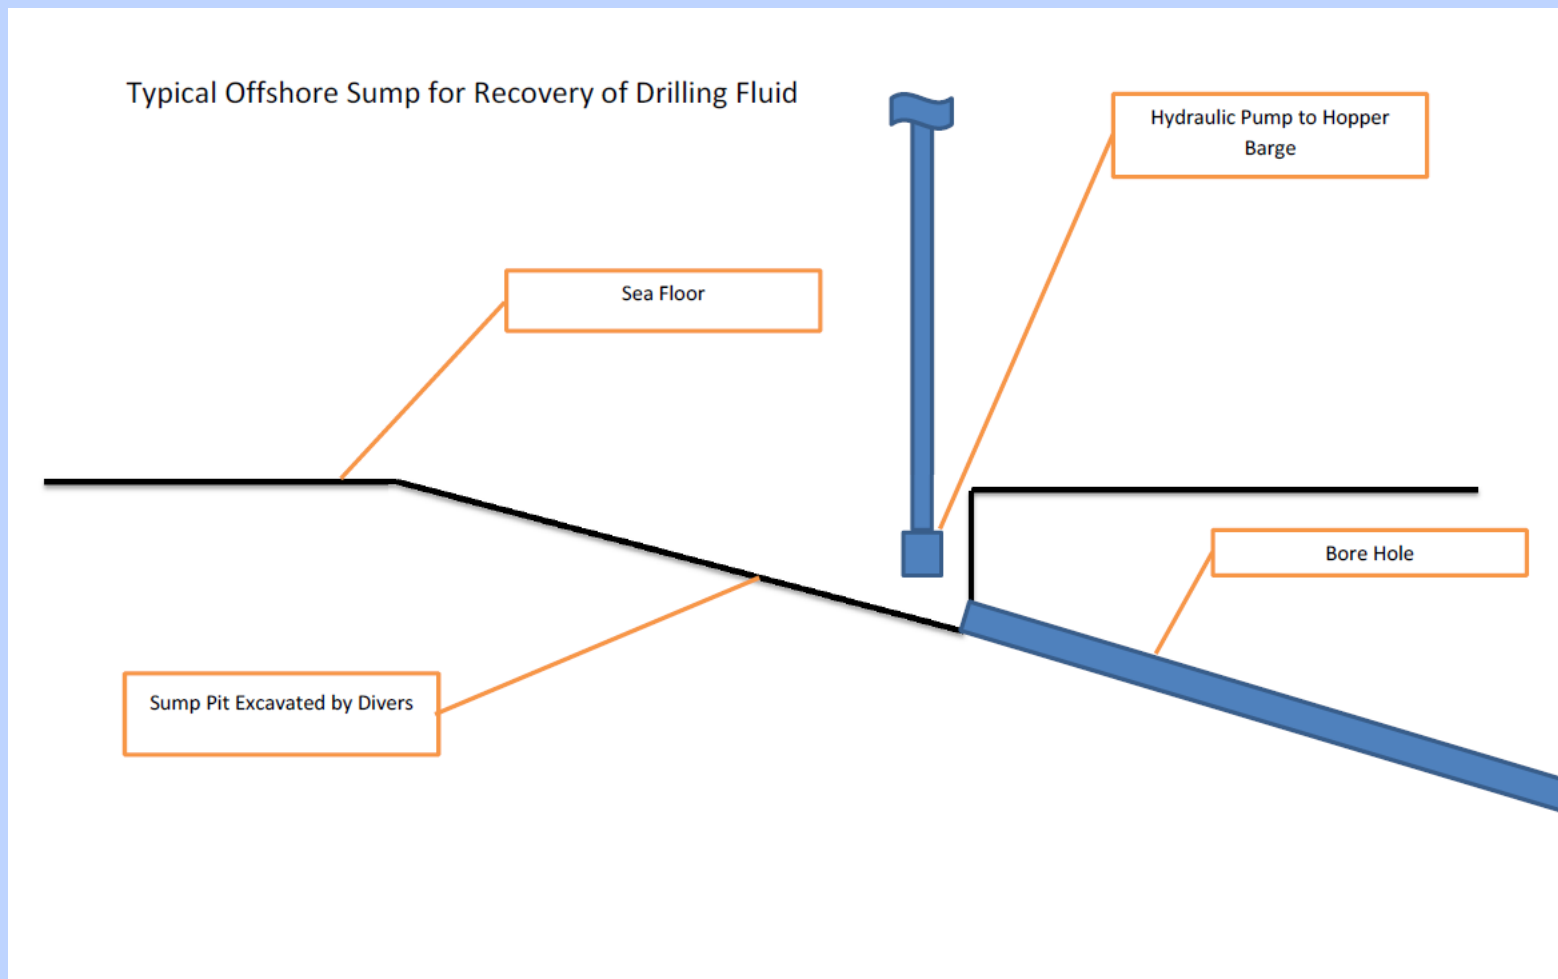 Typical Offshore Sump for Recovery of Drilling Fluid
Hydraulic Pump to Hopper
Barge
Sea Floor
Bore Hole
Sump Pit Excavated by Divers